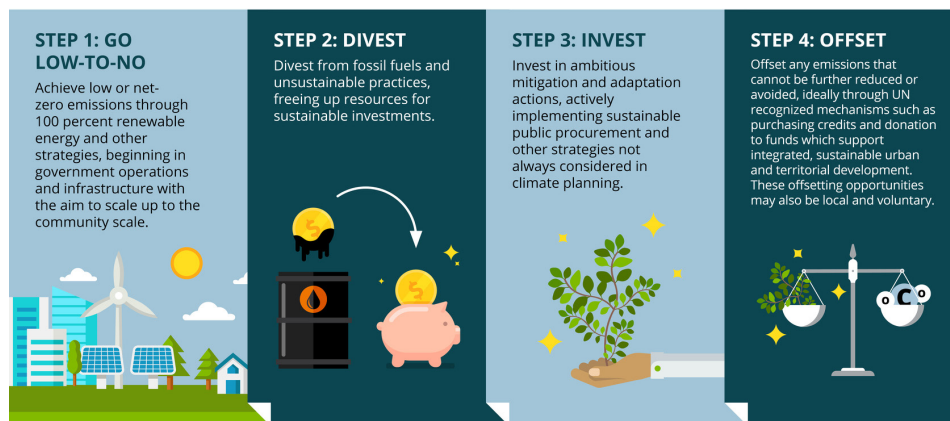 STEP 1: GO
LOW-TO-NO
Achieve low or net-
zero emissions through
100 percent renewable
energy and other
strategies, beginning in
government operations
and infrastructure with
the aim to scale up to the
community scale.
STEP 2: DIVEST
Divest from fossil fuels and
unsustainable practices,
freeing up resources for
sustainable investments.
$
$
STEP 3: INVEST
Invest in ambitious
mitigation and adaptation
actions, actively
implementing sustainable
public procurement and
other strategies not
always considered in
climate planning.
STEP 4: OFFSET
Offset any emissions that
cannot be further reduced or
avoided, ideally through UN
recognized mechanisms such as
purchasing credits and donation
to funds which support
integrated, sustainable urban
and territorial development.
These offsetting opportunities
may also be local and voluntary.
o C o